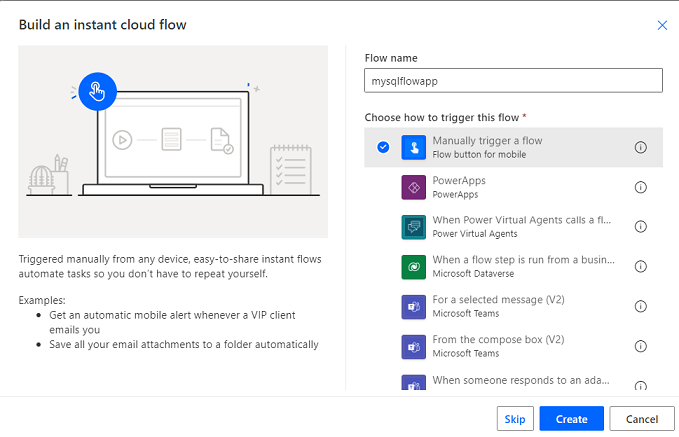 Build an instant cloud flow
Triggered manually from any device, easy-to-share instant flows
automate tasks so you don't have to repeat yourself.
Examples:
Get an automatic mobile alert whenever a VIP client
emails you
Save all your email attachments to a folder automatically
Flow name
mysqlflowapp
Choose how to trigger this flow *
Manually trigger a flow
Flow button for mobile
PowerApps
PowerApps
When Power Virtual Agents calls a fl...
Power Virtual Agents
When a flow step is run from a busin...
Microsoft Dataverse
For a selected message (V2)
Microsoft Teams
From the compose box (V2)
Microsoft Teams
When someone responds to an ada...
Skip
Create
Cancel